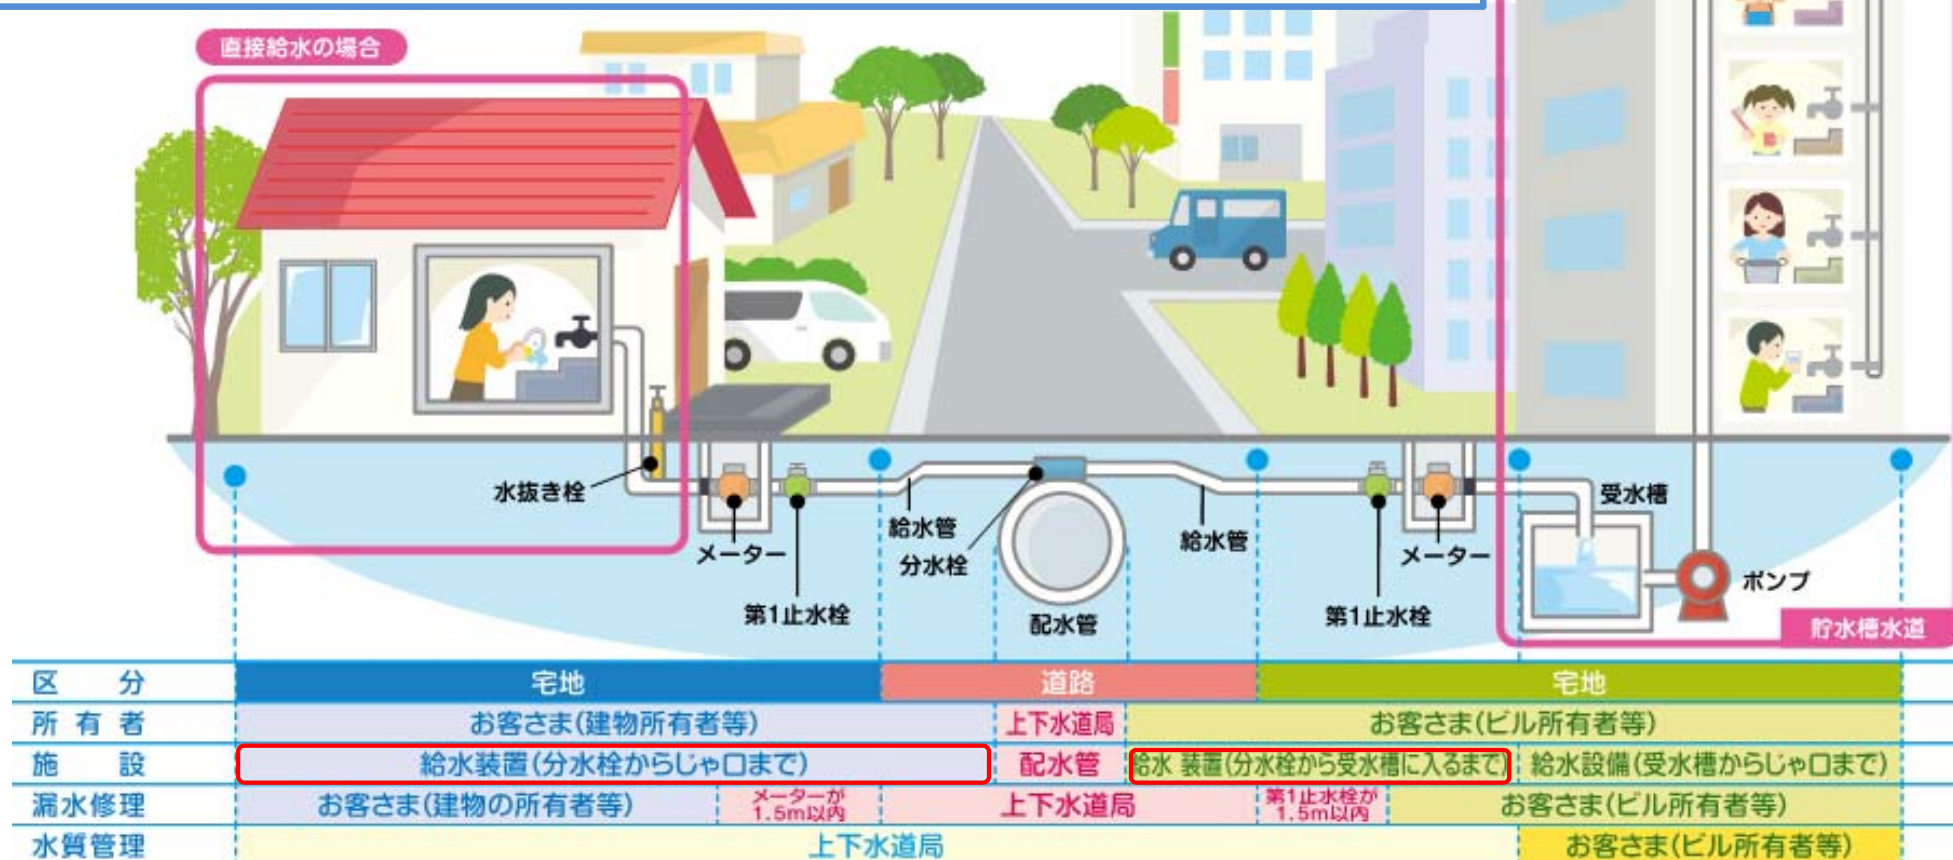 直接給水の場合
水抜き栓
メーター
第1止水栓
給水管
分水栓
配水管
給水管
第1止水栓
メーター
受水槽
ポンプ
貯水槽水道
区 分 宅地 道路 宅地
所有者 お客さま(建物所有者等) 上下水道局 お客さま(ビル所有者等)
施 設 給水装置(分水栓からじゃ口まで) 配水管 給水 装置(分水栓から受水槽に入るまで) 給水設備(受水槽からじゃ口まで)
漏水修理 お客さま(建物の所有者等) メーターが1.5m以内 上下水道局 第1止水栓が1.5m以内 お客さま(ビル所有者等)
水質管理 上下水道局 お客さま(ビル所有者等)